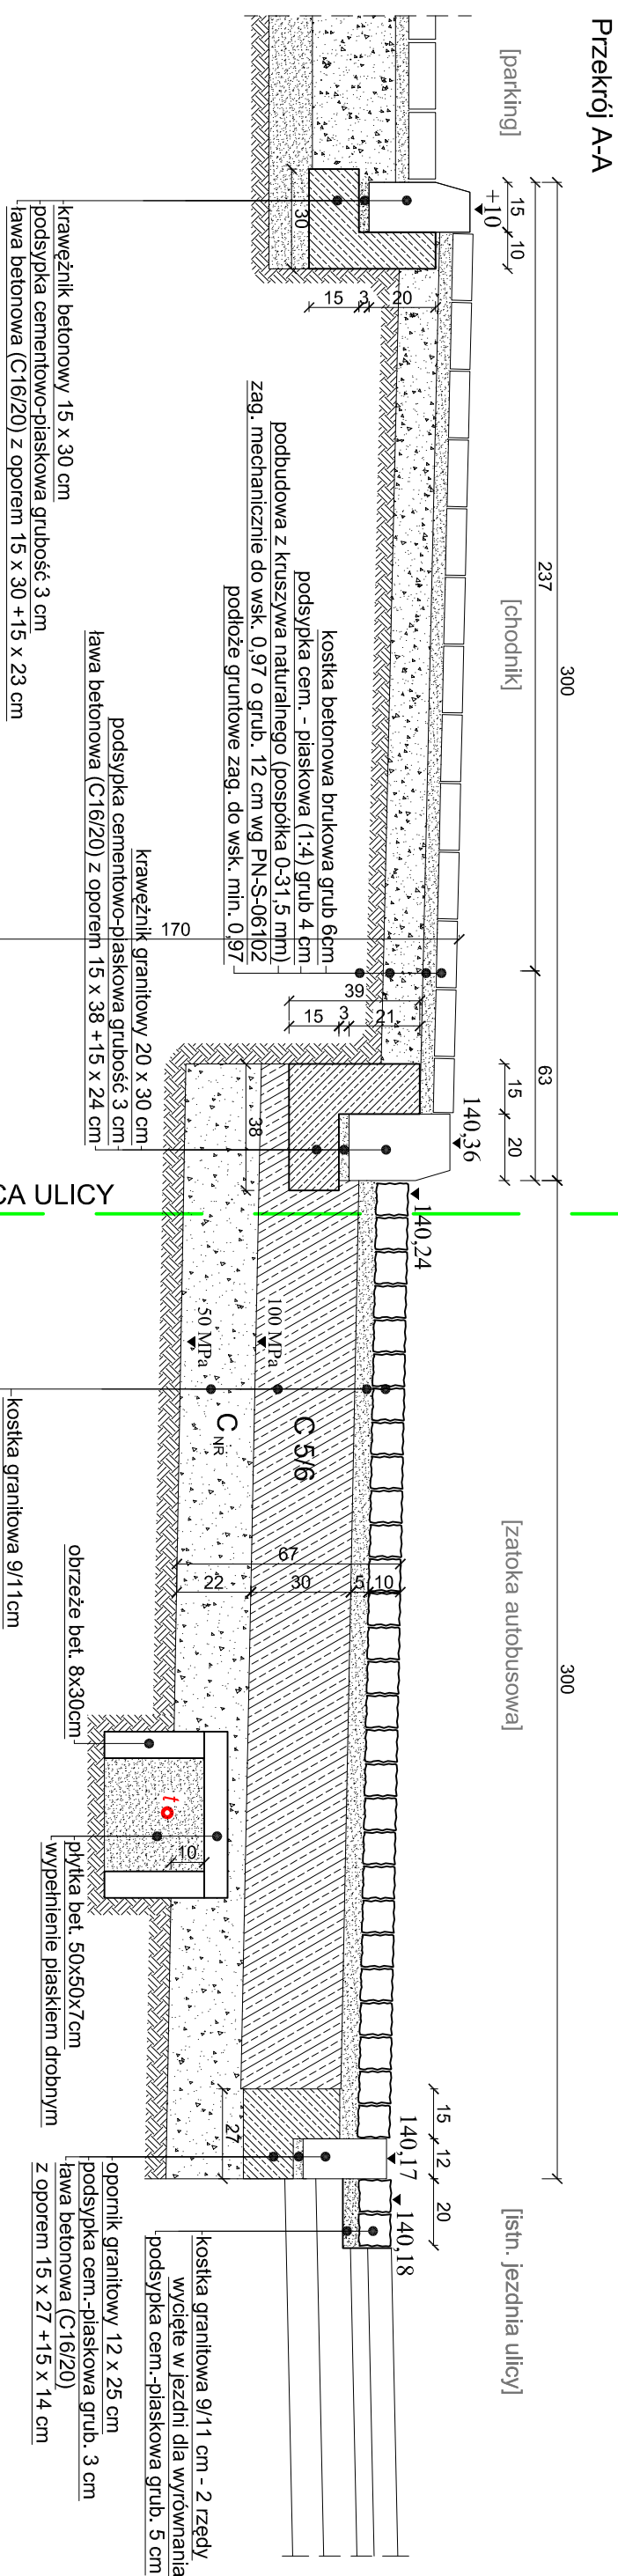 Przekrój A-A
[parking]
[chodnik]
[zatoka autobusowa]
[istn. jezdnia ulicy]
300
300
237
63
15
10
+10
15
20
140,36
140,24
15
12
20
140,17
140,18
30
15
3
20
170
39
15
3
21
38
100 MPa
50 MPa
C 5/6
C NR
67
22
30
5
10
27
10
t
krawężnik betonowy 15 x 30 cm
podsypka cementowo-piaskowa grubość 3 cm
ława betonowa (C16/20) z oporem 15 x 30 +15 x 23 cm
kostka betonowa brukowa grub 6cm
podsypka cem. - piaskowa (1:4) grub 4 cm
podbudowa z kruszywa naturalnego (pospółka 0-31,5 mm)
zag. mechanicznie do wsk. 0,97 o grub. 12 cm wg PN-S-06102
podłoże gruntowe zag. do wsk. min. 0,97
krawężnik granitowy 20 x 30 cm
podsypka cementowo-piaskowa grubość 3 cm
ława betonowa (C16/20) z oporem 15 x 38 +15 x 24 cm
CA ULICY
kostka granitowa 9/11cm
obrzeże bet. 8x30cm
płytka bet. 50x50x7cm
wypełnienie piaskiem drobnym
opornik granitowy 12 x 25 cm
podsypka cem.-piaskowa grub. 3 cm
ława betonowa (C16/20)
z oporem 15 x 27 +15 x 14 cm
kostka granitowa 9/11 cm - 2 rzędy
wycięte w jezdni dla wyrównania
podsypka cem.-piaskowa grub. 5 cm